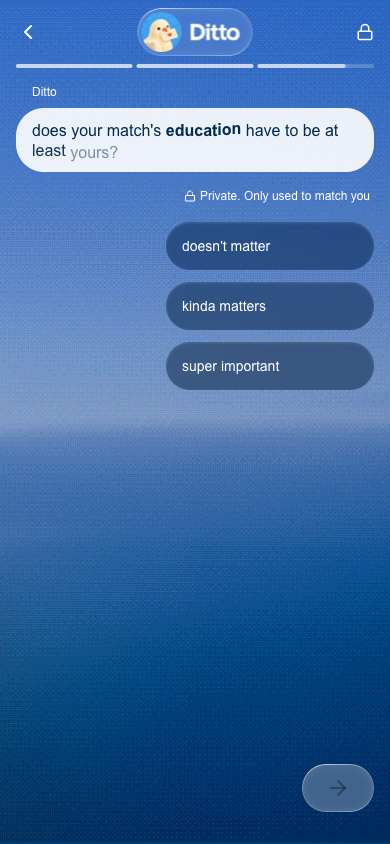 Ditto
Ditto
does your match's education have to be at
least yours?
Private. Only used to match you
doesn't matter
kinda matters
super important